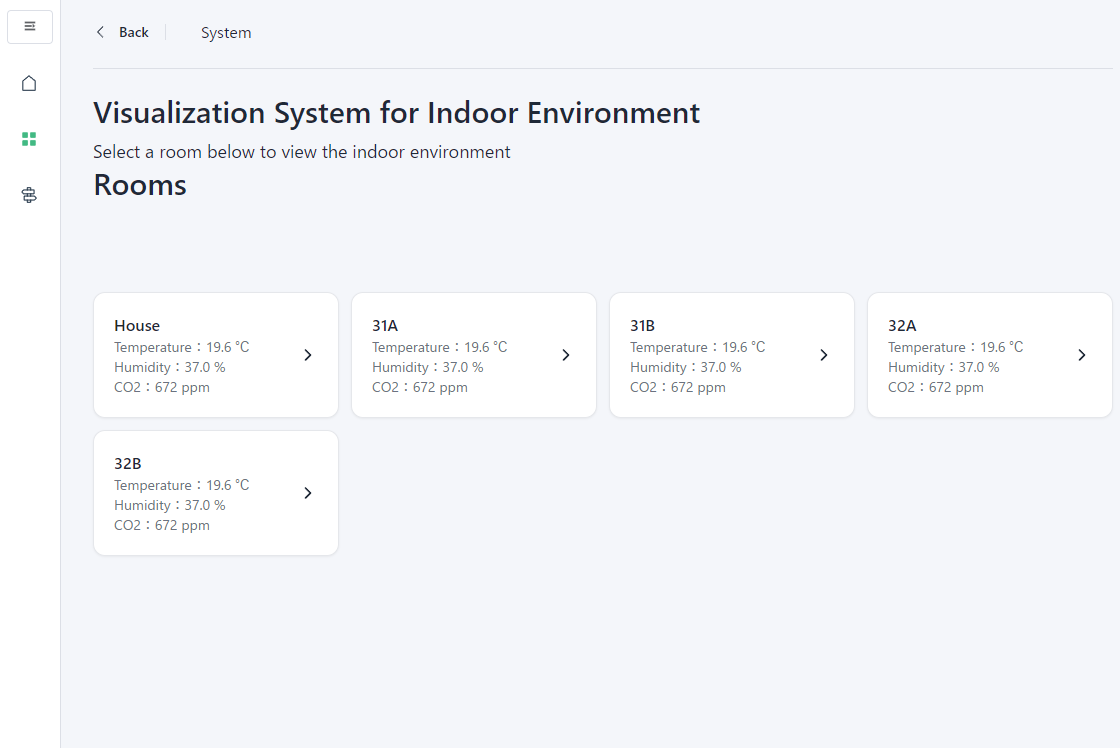 Back
System
Visualization System for Indoor Environment
Select a room below to view the indoor environment
Rooms
House
Temperature：19.6 ℃
Humidity：37.0 %
CO2：672 ppm
31A
Temperature：19.6 ℃
Humidity：37.0 %
CO2：672 ppm
31B
Temperature：19.6 ℃
Humidity：37.0 %
CO2：672 ppm
32A
Temperature：19.6 ℃
Humidity：37.0 %
CO2：672 ppm
32B
Temperature：19.6 ℃
Humidity：37.0 %
CO2：672 ppm